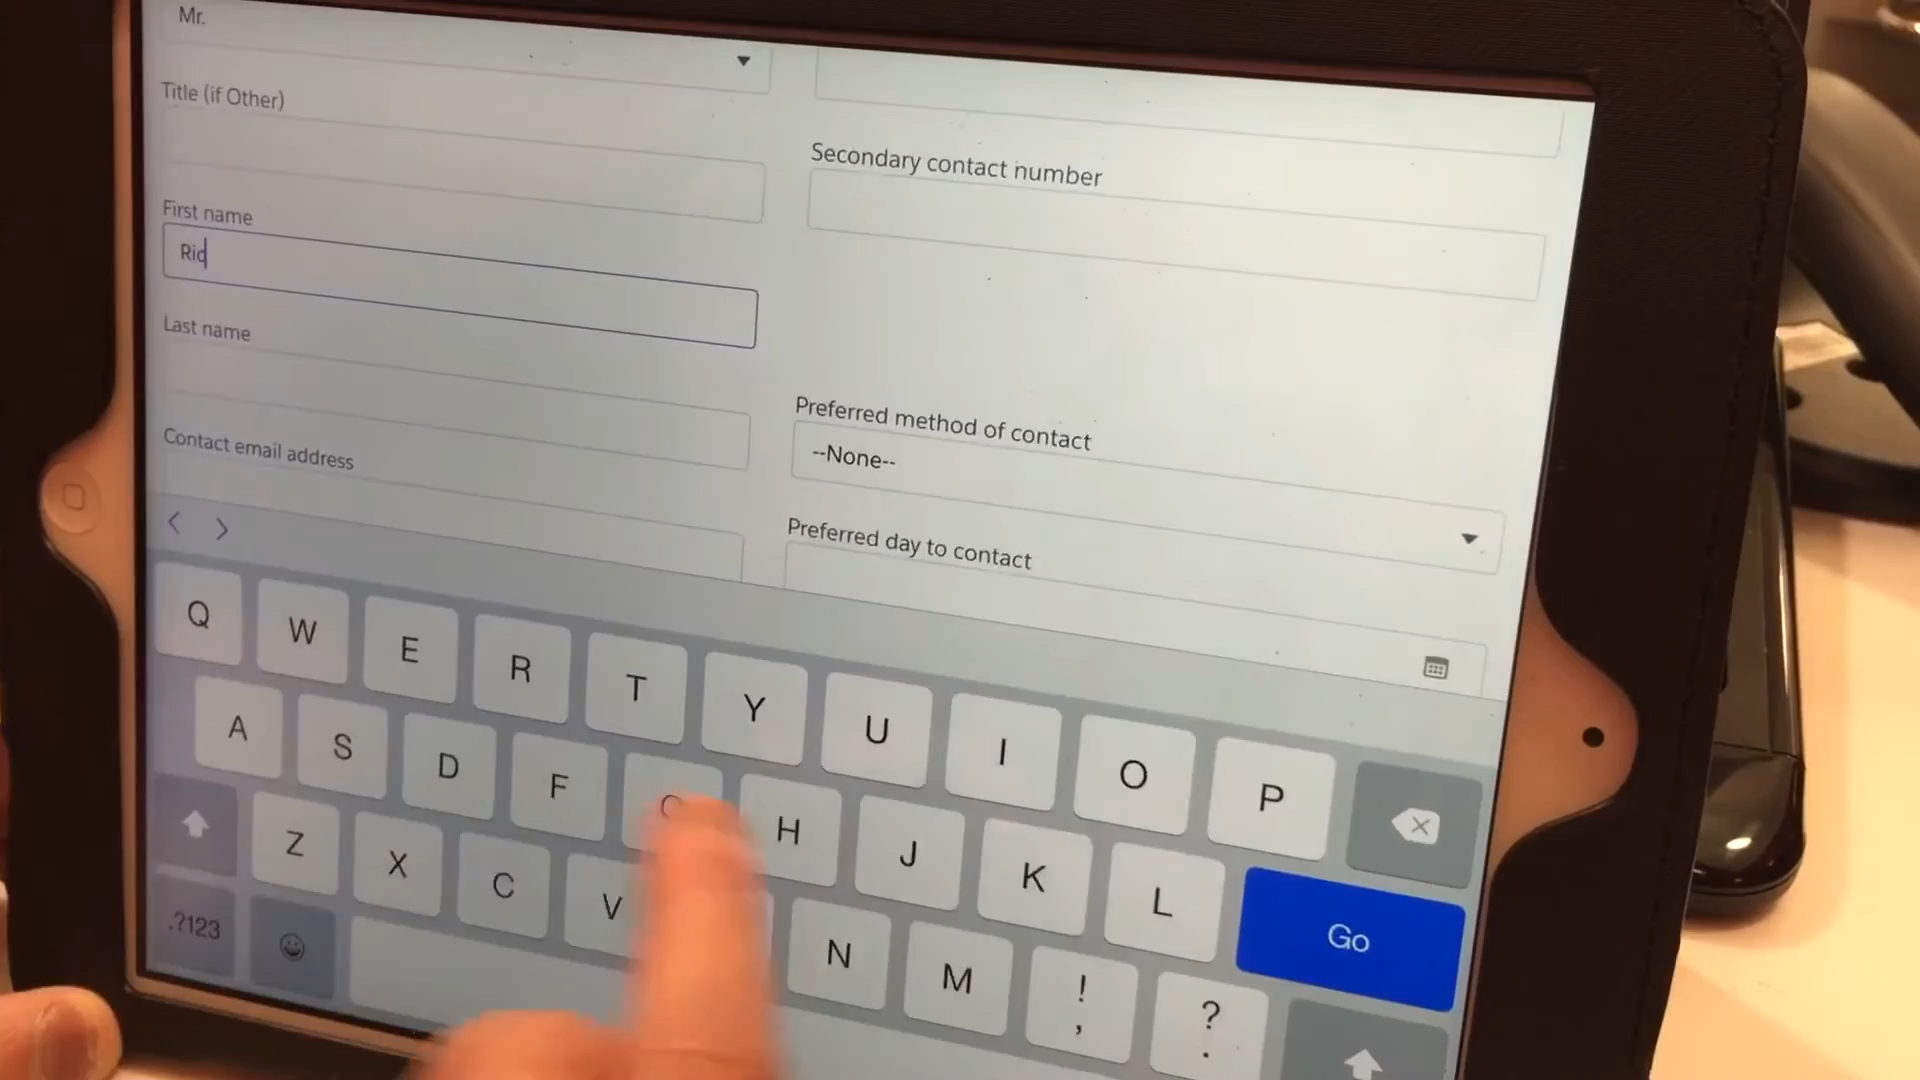 Mr.
Title (if Other)
Secondary contact number
First name
Ric
Last name
Preferred method of contact
--None--
Contact email address
Preferred day to contact
Q W E R T Y U I O P
A S D F G H J K L Go
Z X C V N M ! , ? .
.?123